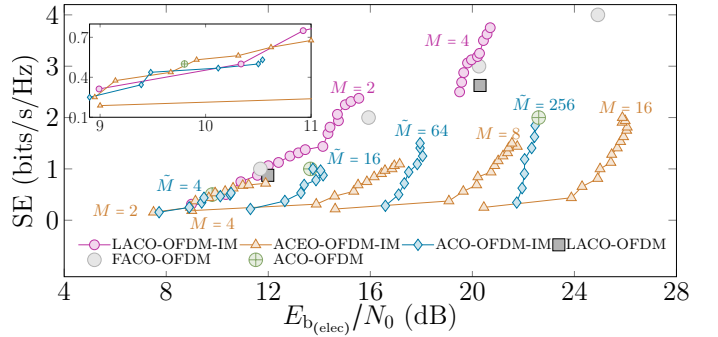 4
3
2
1
0
SE (bits/s/Hz)
0.7
0.4
0.1
9
10
11
M = 4
M = 2
M̃ = 256
M = 16
M̃ = 64
M = 8
M̃ = 16
M̃ = 4
M = 2
M = 4
LACO-OFDM-IM
ACEO-OFDM-IM
ACO-OFDM-IM
LACO-OFDM
FACO-OFDM
ACO-OFDM
4
8
12
16
20
24
28
E_b(elec)/N_0 (dB)